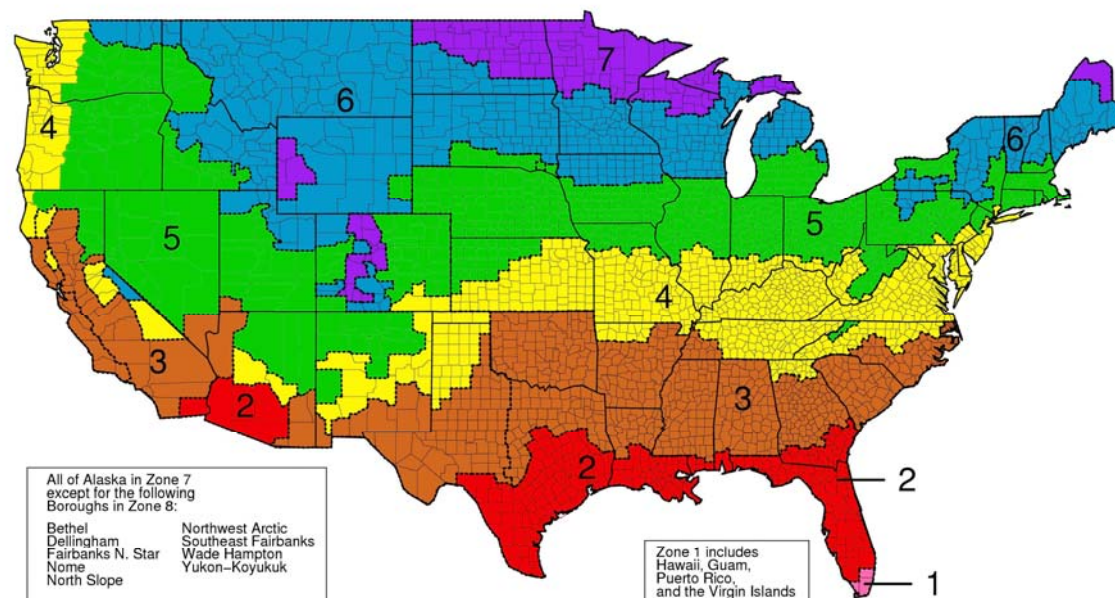 7
6
6
4
5
5
4
3
3
2
2
2
1
All of Alaska in Zone 7
except for the following
Boroughs in Zone 8:
Bethel
Dellingham
Fairbanks N. Star
Nome
North Slope
Northwest Arctic
Southeast Fairbanks
Wade Hampton
Yukon-Koyukuk
Zone 1 includes
Hawaii, Guam,
Puerto Rico,
and the Virgin Islands